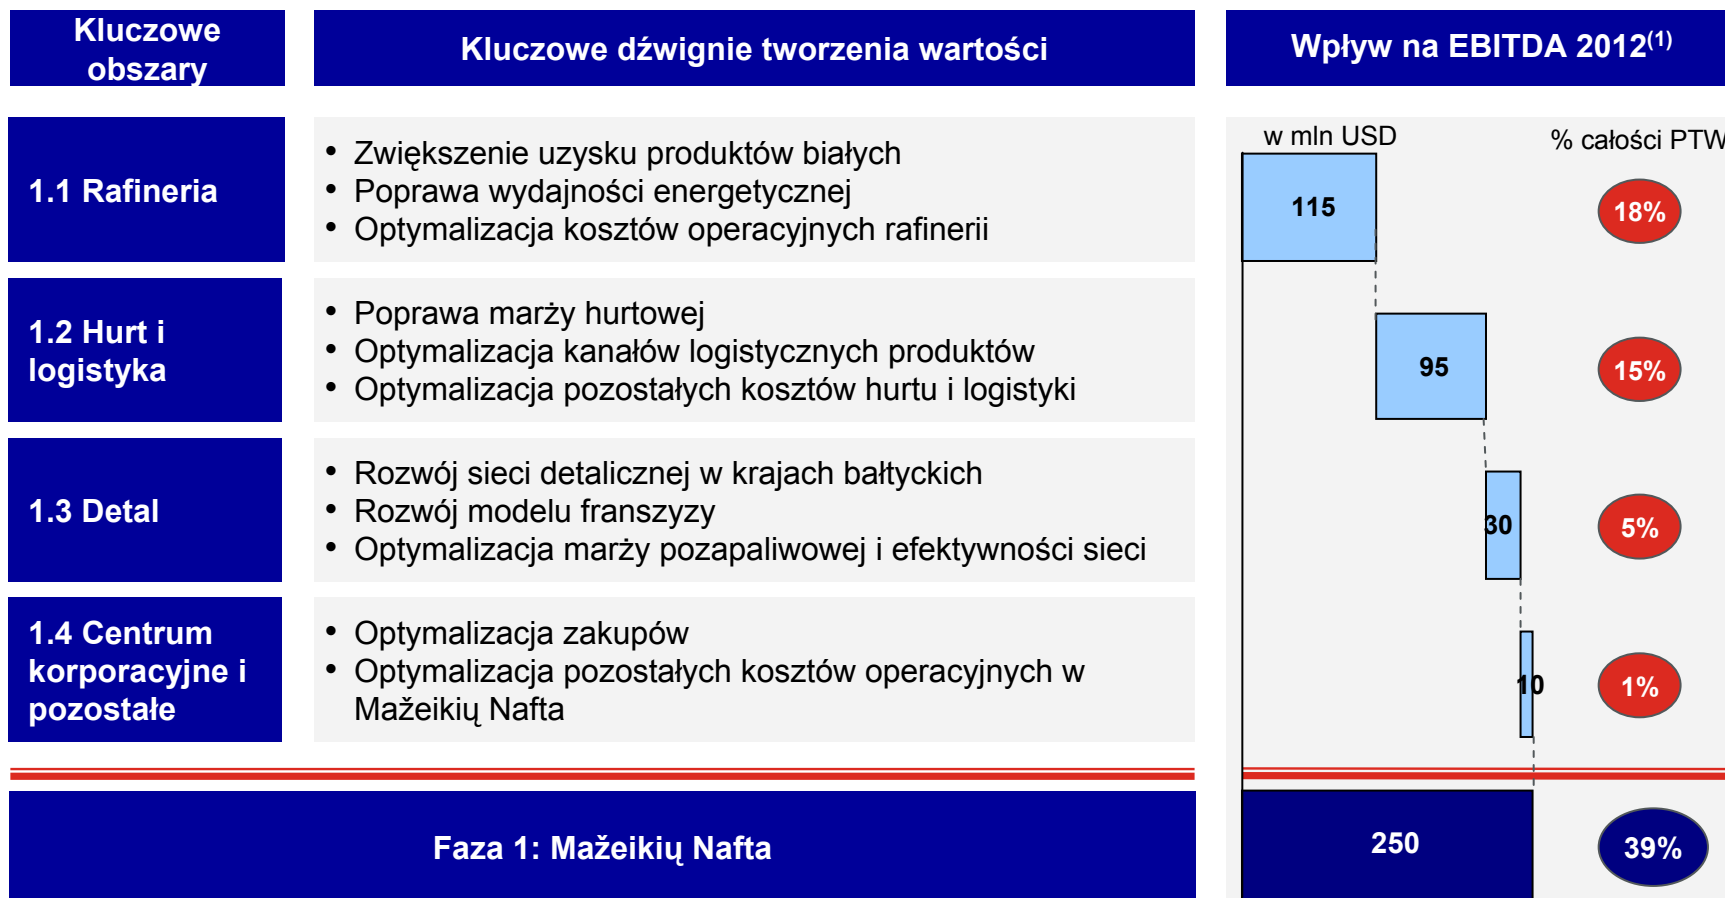 Kluczowe
obszary
Kluczowe dźwignie tworzenia wartości
Wpływ na EBITDA 2012(1)
w mln USD
% całości PTW
1.1 Rafineria
• Zwiększenie uzysku produktów białych
• Poprawa wydajności energetycznej
• Optymalizacja kosztów operacyjnych rafinerii
115
18%
1.2 Hurt i
logistyka
• Poprawa marży hurtowej
• Optymalizacja kanałów logistycznych produktów
• Optymalizacja pozostałych kosztów hurtu i logistyki
95
15%
1.3 Detal
• Rozwój sieci detalicznej w krajach bałtyckich
• Rozwój modelu franszyzy
• Optymalizacja marży pozapaliwowej i efektywności sieci
30
5%
1.4 Centrum
korporacyjne i
pozostałe
• Optymalizacja zakupów
• Optymalizacja pozostałych kosztów operacyjnych w
Mažeikių Nafta
10
1%
Faza 1: Mažeikių Nafta
250
39%